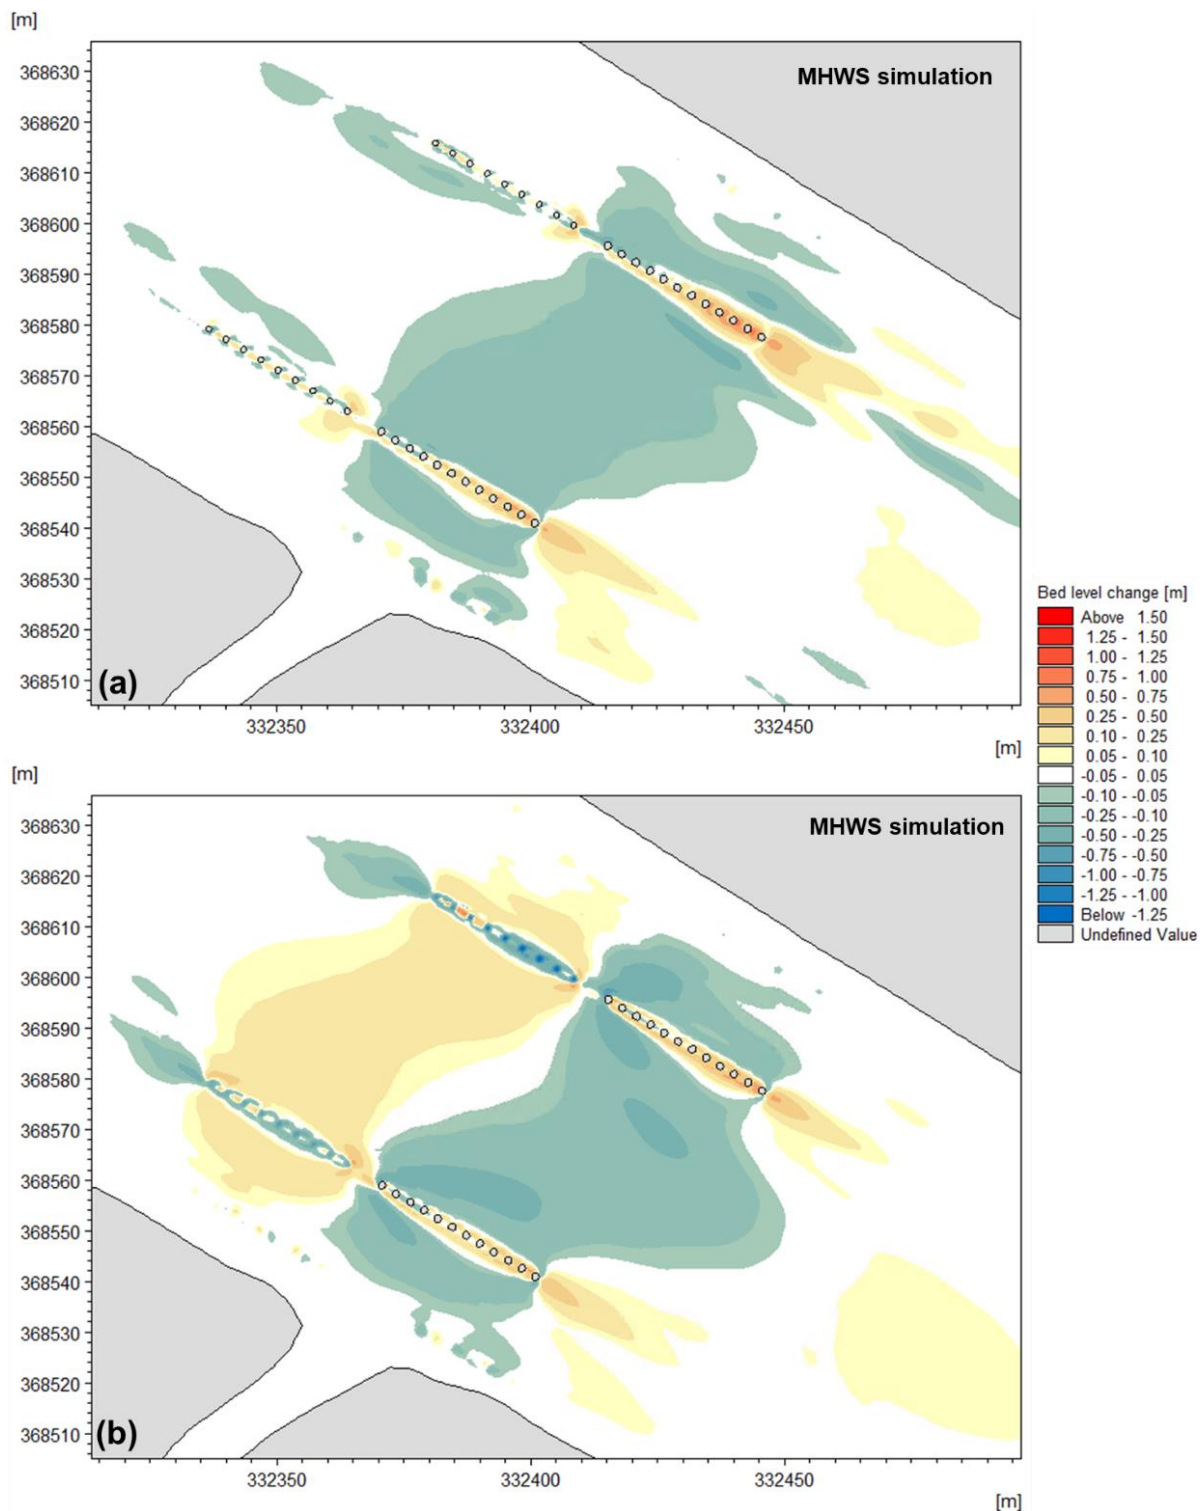 [m]
MHWS simulation
368630
368620
368610
368600
368590
368580
368570
368560
368550
368540
368530
368520
368510
(a)
332350
332400
332450
[m]
Bed level change [m]
Above 1.50
1.25 - 1.50
1.00 - 1.25
0.75 - 1.00
0.50 - 0.75
0.25 - 0.50
0.10 - 0.25
0.05 - 0.10
-0.05 - 0.05
-0.10 - -0.05
-0.25 - -0.10
-0.50 - -0.25
-0.75 - -0.50
-1.00 - -0.75
-1.25 - -1.00
Below -1.25
Undefined Value
[m]
MHWS simulation
368630
368620
368610
368600
368590
368580
368570
368560
368550
368540
368530
368520
368510
(b)
332350
332400
332450
[m]